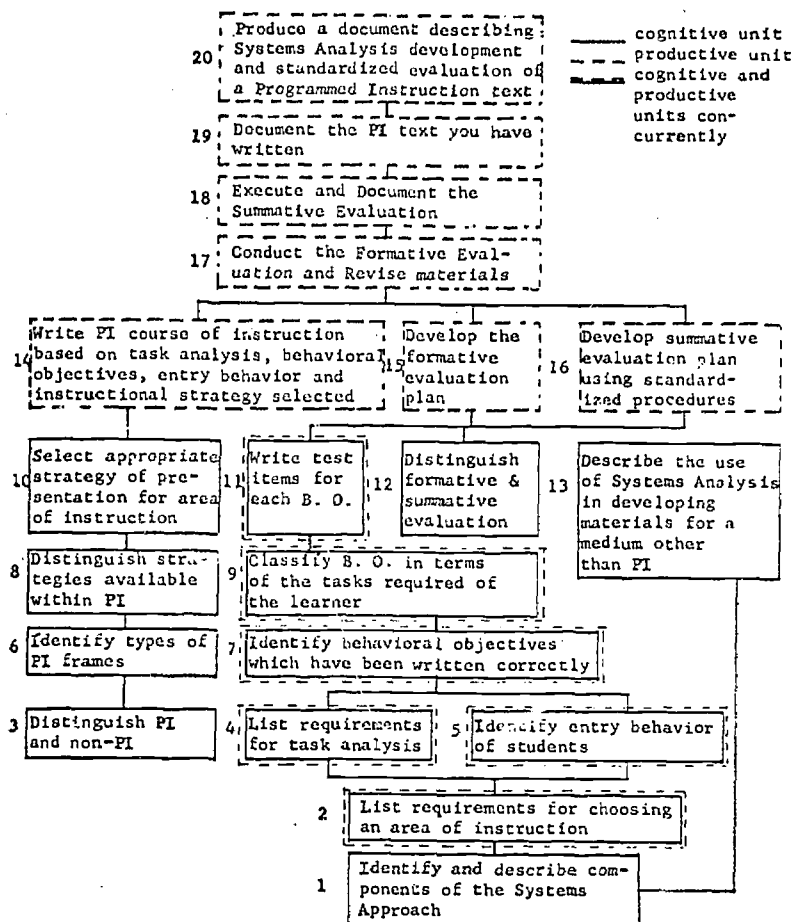 20
Produce a document describing
Systems Analysis development
and standardized evaluation of
a Programmed Instruction text
cognitive unit
productive unit
cognitive and
productive
units con-
currently
19
Document the PI text you have
written
18
Execute and Document the
Summative Evaluation
17
Conduct the Formative Eval-
uation and Revise materials
14
Write PI course of instruction
based on task analysis, behavioral
objectives, entry behavior and
instructional strategy selected
15
Develop the
formative
evaluation
plan
16
Develop summative
evaluation plan
using standard-
ized procedures
10
Select appropriate
strategy of pre-
sentation for area
of instruction
11
Write test
items for
each B. O.
12
Distinguish
formative &
summative
evaluation
13
Describe the use
of Systems Analysis
in developing
materials for a
medium other
than PI
8
Distinguish stra-
tegies available
within PI
9
Classify B. O. in terms
of the tasks required of
the learner
6
Identify types of
PI frames
7
Identify behavioral objectives
which have been written correctly
3
Distinguish PI
and non-PI
4
List requirements
for task analysis
5
Identify entry behavior
of students
2
List requirements for choosing
an area of instruction
1
Identify and describe com-
ponents of the Systems
Approach